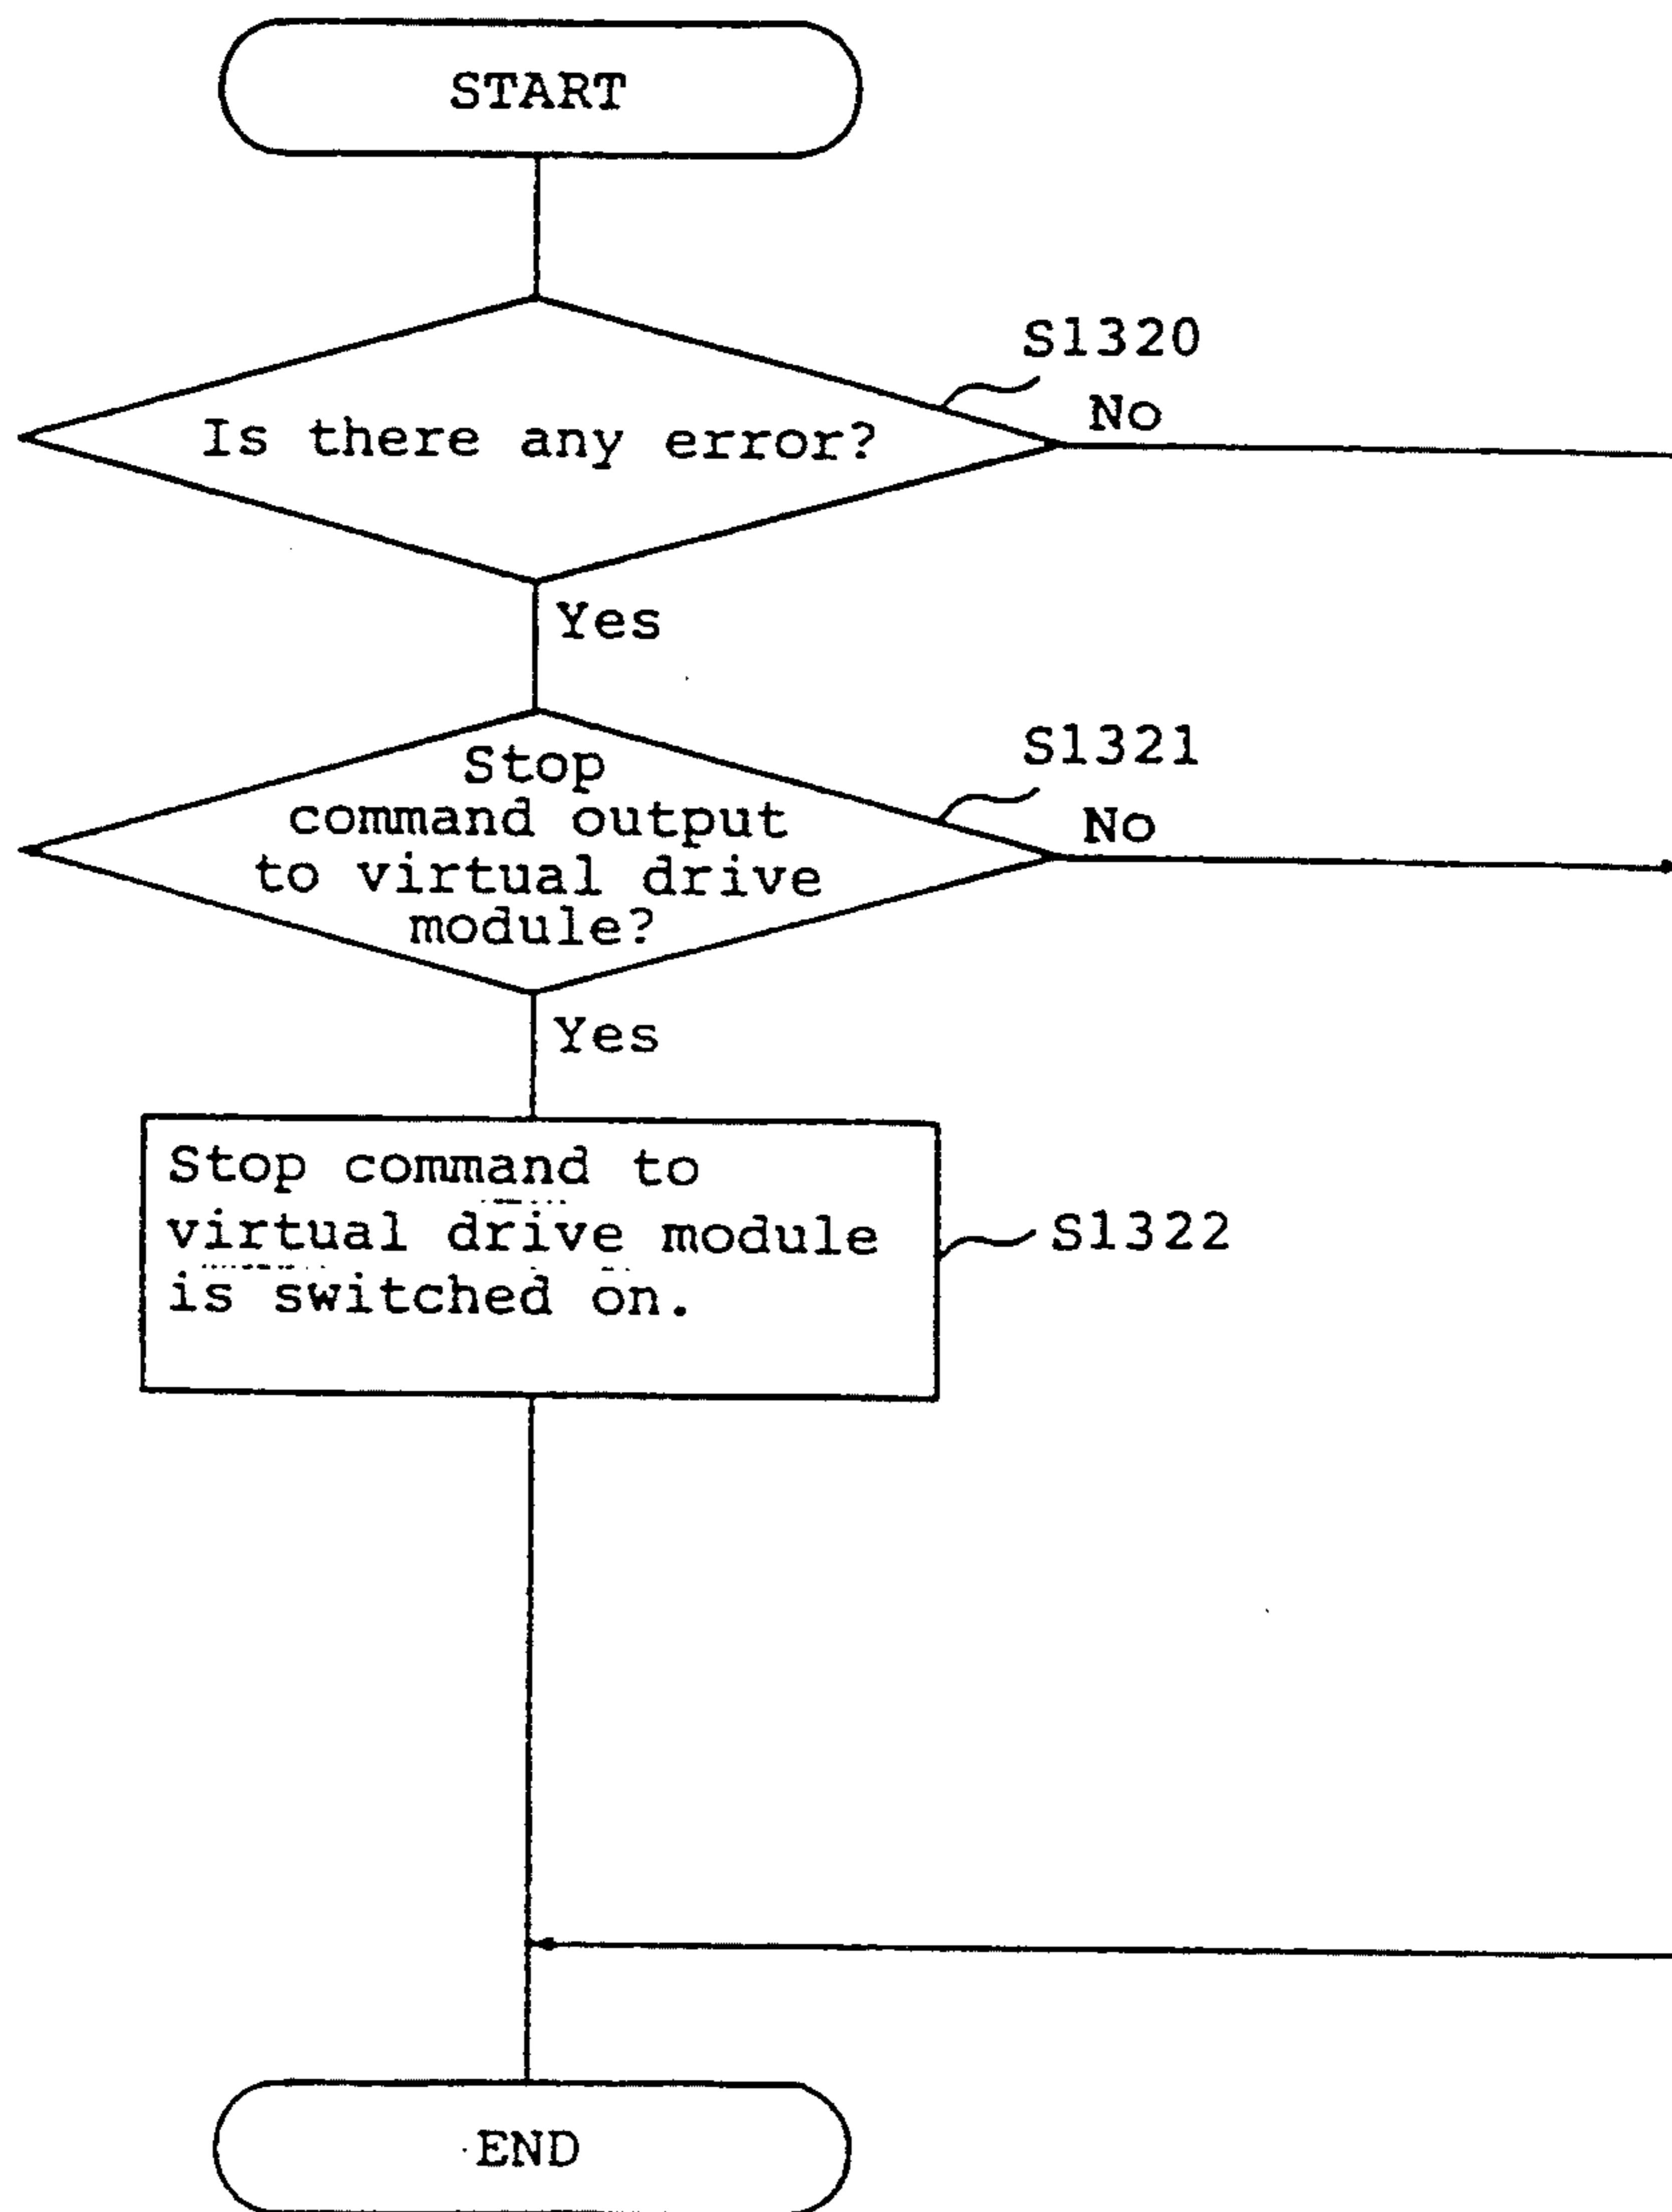 START
S1320
No
Is there any error?
Yes
S1321
No
Stop
command output
to virtual drive
module?
Yes
Stop command to
virtual drive module
is switched on.
S1322
END